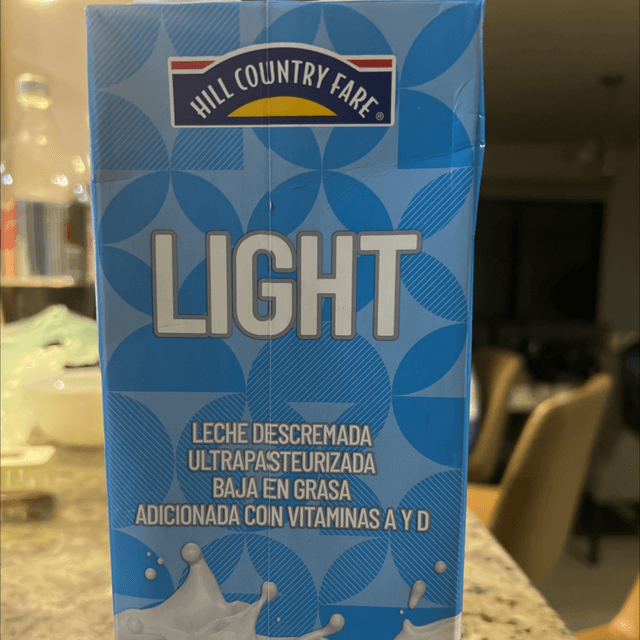 HILL COUNTRY FARE®
LIGHT
LECHE DESCREMADA
ULTRAPASTEURIZADA
BAJA EN GRASA
ADICIONADA CON VITAMINAS A Y D